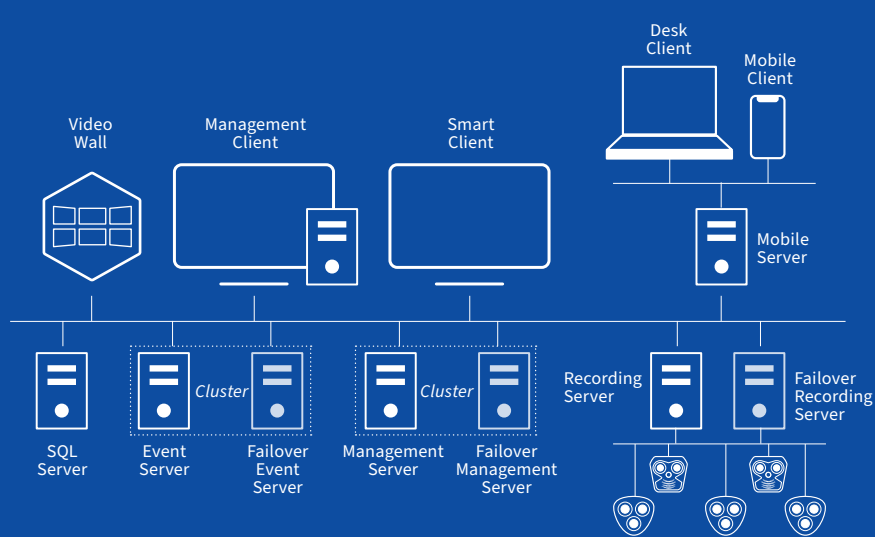 Desk
Client
Mobile
Client
Video
Wall
Management
Client
Smart
Client
Mobile
Server
Cluster
Cluster
Recording
Server
Failover
Recording
Server
SQL
Server
Event
Server
Failover
Event
Server
Management
Server
Failover
Management
Server